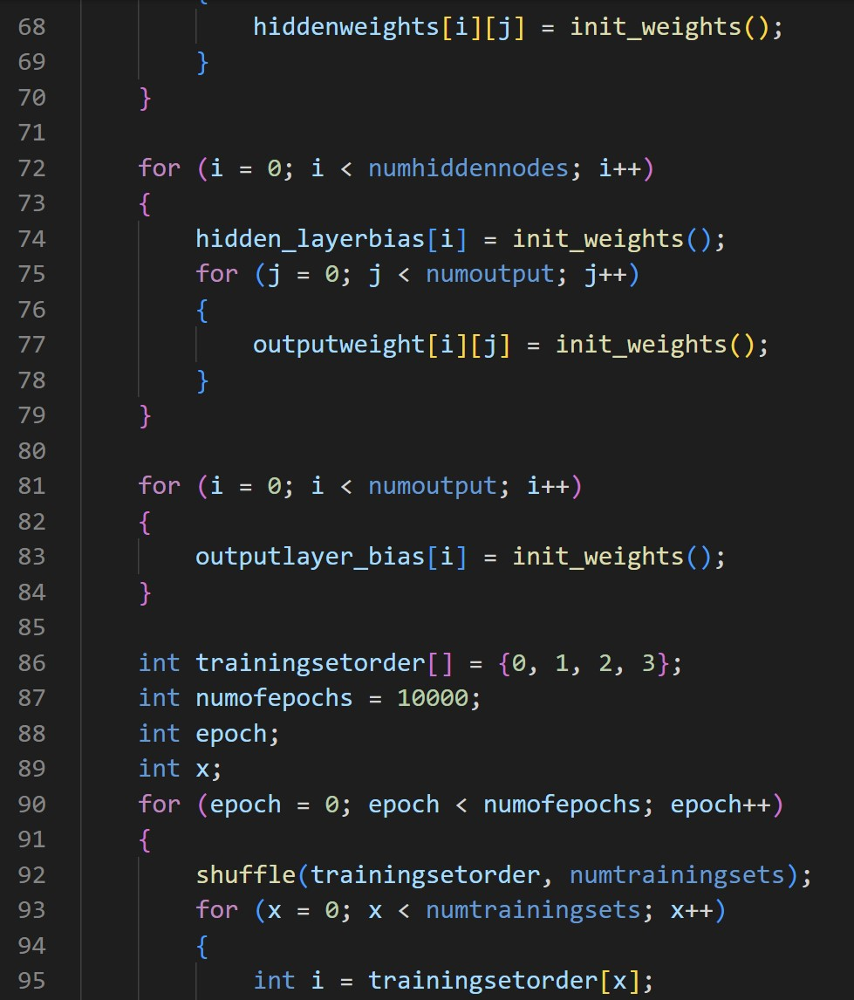 {
68 hiddenweights[i][j] = init_weights();
69 }
70 }
71
72 for (i = 0; i < numhiddennodes; i++)
73 {
74 hidden_layerbias[i] = init_weights();
75 for (j = 0; j < numoutput; j++)
76 {
77 outputweight[i][j] = init_weights();
78 }
79 }
80
81 for (i = 0; i < numoutput; i++)
82 {
83 outputlayer_bias[i] = init_weights();
84 }
85
86 int trainingsetorder[] = {0, 1, 2, 3};
87 int numofepochs = 10000;
88 int epoch;
89 int x;
90 for (epoch = 0; epoch < numofepochs; epoch++)
91 {
92 shuffle(trainingsetorder, numtrainingsets);
93 for (x = 0; x < numtrainingsets; x++)
94 {
95 int i = trainingsetorder[x];